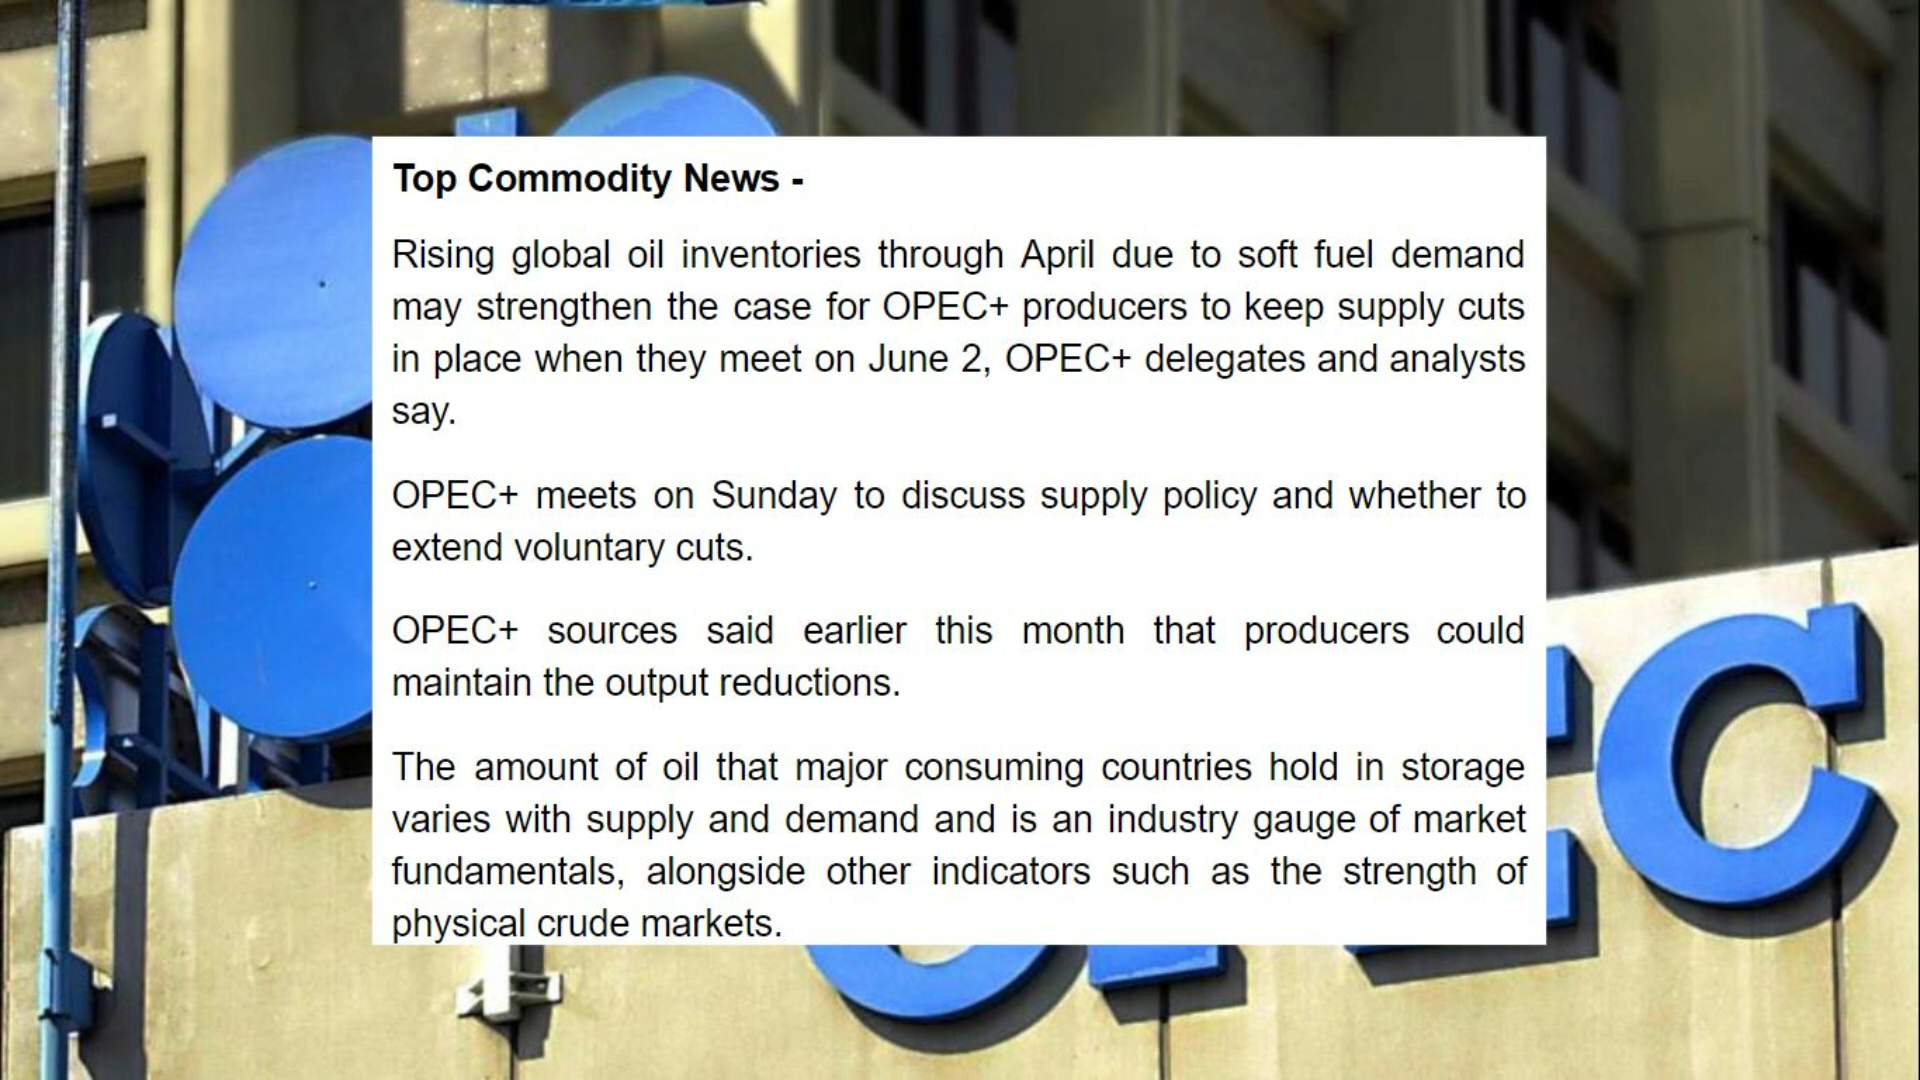 Top Commodity News -
Rising global oil inventories through April due to soft fuel demand
may strengthen the case for OPEC+ producers to keep supply cuts
in place when they meet on June 2, OPEC+ delegates and analysts
say.
OPEC+ meets on Sunday to discuss supply policy and whether to
extend voluntary cuts.
OPEC+ sources said earlier this month that producers could
maintain the output reductions.
The amount of oil that major consuming countries hold in storage
varies with supply and demand and is an industry gauge of market
fundamentals, alongside other indicators such as the strength of
physical crude markets.